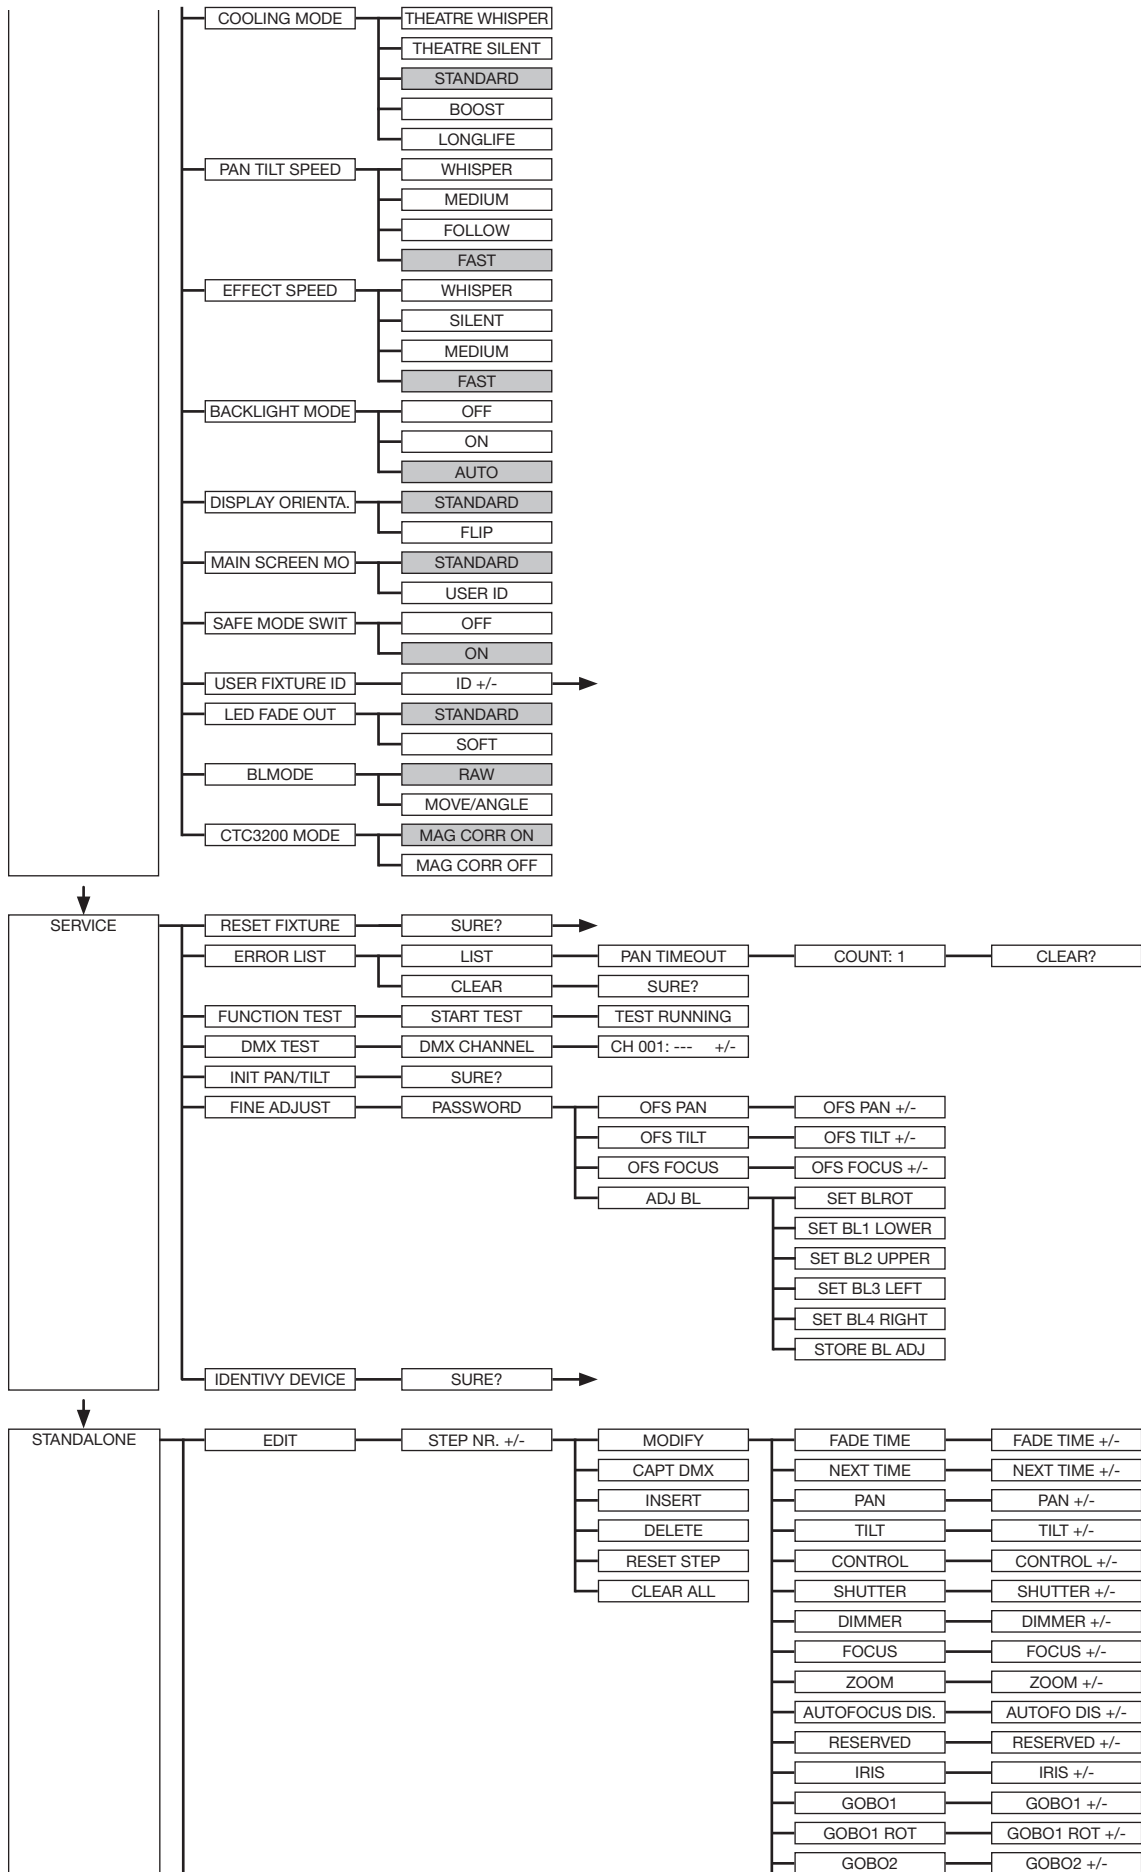 COOLING MODE THEATRE WHISPER
THEATRE SILENT
STANDARD
BOOST
LONGLIFE
PAN TILT SPEED WHISPER
MEDIUM
FOLLOW
FAST
EFFECT SPEED WHISPER
SILENT
MEDIUM
FAST
BACKLIGHT MODE OFF
ON
AUTO
DISPLAY ORIENTA. STANDARD
FLIP
MAIN SCREEN MO STANDARD
USER ID
SAFE MODE SWIT OFF
ON
USER FIXTURE ID ID +/-
LED FADE OUT STANDARD
SOFT
BLMODE RAW
MOVE/ANGLE
CTC3200 MODE MAG CORR ON
MAG CORR OFF
SERVICE RESET FIXTURE SURE?
ERROR LIST LIST PAN TIMEOUT COUNT: 1 CLEAR?
CLEAR SURE?
FUNCTION TEST START TEST TEST RUNNING
DMX TEST DMX CHANNEL CH 001: --- +/-
INIT PAN/TILT SURE?
FINE ADJUST PASSWORD OFS PAN OFS PAN +/-
OFS TILT OFS TILT +/-
OFS FOCUS OFS FOCUS +/-
ADJ BL SET BLROT
SET BL1 LOWER
SET BL2 UPPER
SET BL3 LEFT
SET BL4 RIGHT
STORE BL ADJ
IDENTIVY DEVICE SURE?
STANDALONE EDIT STEP NR. +/- MODIFY FADE TIME FADE TIME +/-
CAPT DMX NEXT TIME NEXT TIME +/-
INSERT PAN PAN +/-
DELETE TILT TILT +/-
RESET STEP CONTROL CONTROL +/-
CLEAR ALL SHUTTER SHUTTER +/-
DIMMER DIMMER +/-
FOCUS FOCUS +/-
ZOOM ZOOM +/-
AUTOFOCUS DIS. AUTOFO DIS +/-
RESERVED RESERVED +/-
IRIS IRIS +/-
GOBO1 GOBO1 +/-
GOBO1 ROT GOBO1 ROT +/-
GOBO2 GOBO2 +/-